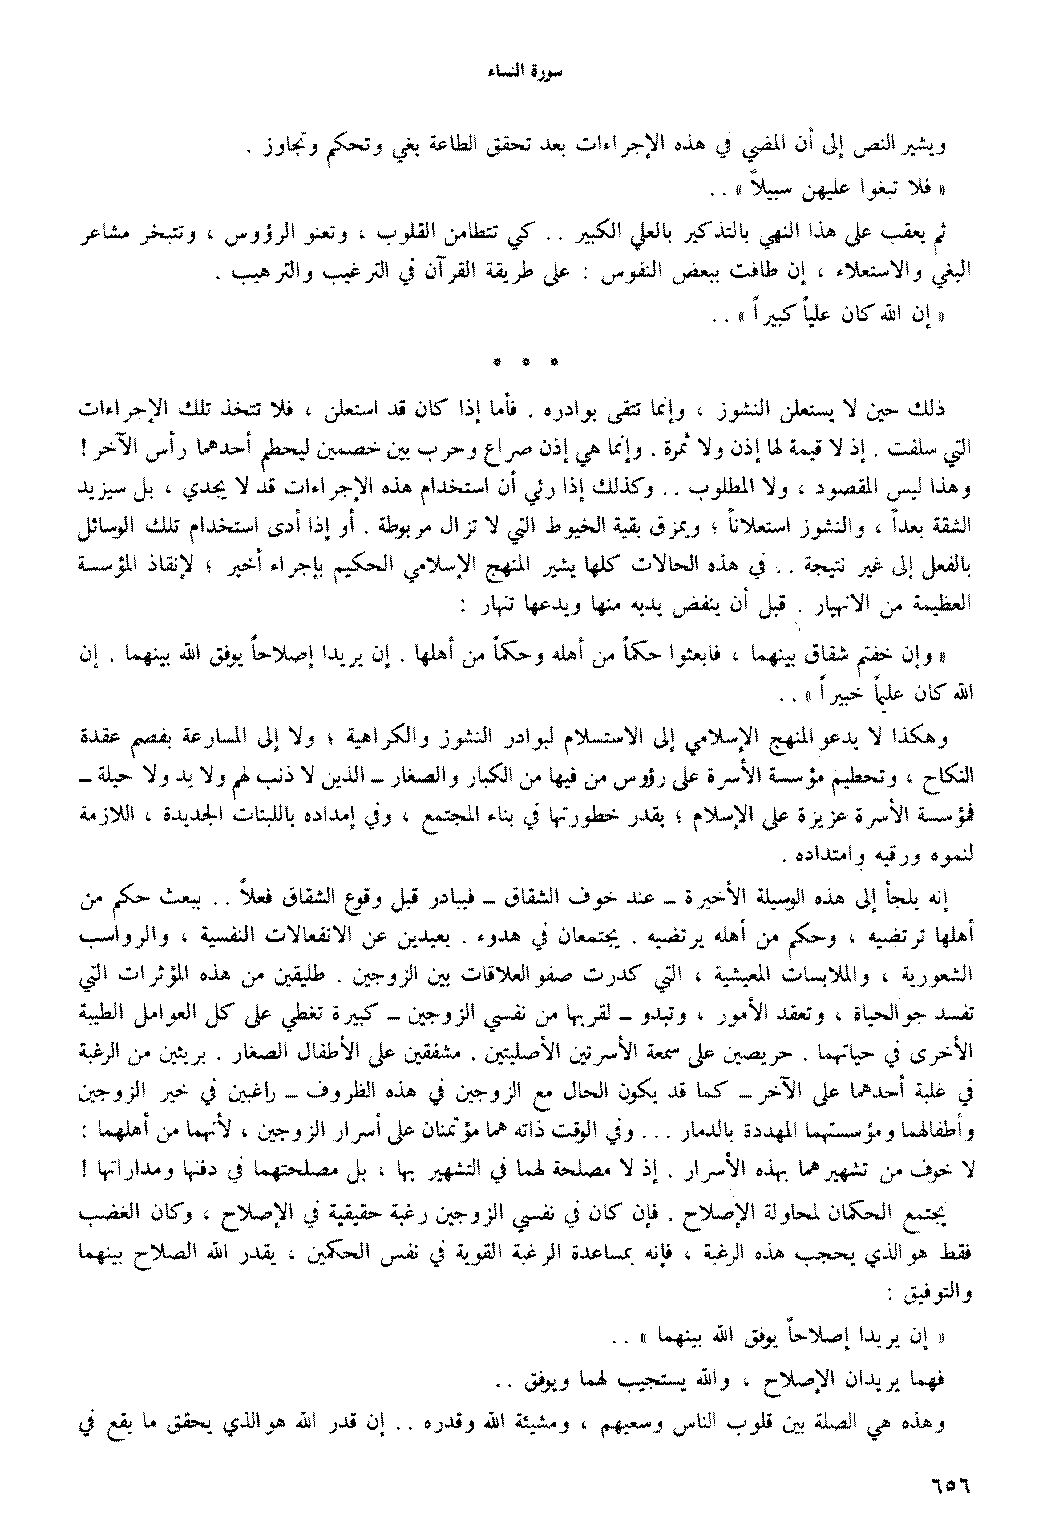 سورة النساء
ويشير النص إلى أن المضي في هذه الإجراءات بعد تحقق الطاعة بغي وتحكم وتجاوز .
« فلا تبغوا عليهن سبيلاً » . .
ثم يعقب على هذا النهي بالتذكير بالعلي الكبير . . كي تتطامن القلوب ، وتعنو الرؤوس ، وتتبخر مشاعر
البغي والاستعلاء ، إن طافت ببعض النفوس : على طريقة القرآن في الترغيب والترهيب .
« إن الله كان علياً كبيراً » . .
* * *
ذلك حين لا يستعلن النشوز ، وإنما تتقى بوادره . فأما إذا كان قد استعلن ، فلا تتخذ تلك الإجراءات
التي سلفت . إذ لا قيمة لها إذن ولا ثمرة . وإنما هي إذن صراع وحرب بين خصمين ليحطم أحدهما رأس الآخر !
وهذا ليس المقصود ، ولا المطلوب . . وكذلك إذا رئي أن استخدام هذه الإجراءات قد لا يجدي ، بل سيزيد
الشقة بعداً ، والنشوز استعلاناً ؛ ويمزق بقية الخيوط التي لا تزال مربوطة . أو إذا أدى استخدام تلك الوسائل
بالفعل إلى غير نتيجة . . في هذه الحالات كلها يشير المنهج الإسلامي الحكيم بإجراء أخير ؛ لإنقاذ المؤسسة
العظيمة من الانهيار . قبل أن ينفض يديه منها ويدعها تنهار :
« وإن خفتم شقاق بينهما ، فابعثوا حكماً من أهله وحكماً من أهلها . إن يريدا إصلاحاً يوفق الله بينهما . إن
الله كان عليماً خبيراً » . .
وهكذا لا يدعو المنهج الإسلامي إلى الاستسلام لبوادر النشوز والكراهية ؛ ولا إلى المسارعة بفصم عقدة
النكاح ، وتحطيم مؤسسة الأسرة على رؤوس من فيها من الكبار والصغار – الذين لا ذنب لهم ولا يد ولا حيلة –
فمؤسسة الأسرة عزيزة على الإسلام ؛ بقدر خطورتها في بناء المجتمع ، وفي إمداده باللبنات الجديدة ، اللازمة
لنموه ورقيه وامتداده .
إنه يلجأ إلى هذه الوسيلة الأخيرة – عند خوف الشقاق – فيبادر قبل وقوع الشقاق فعلاً . . ببعث حكم من
أهلها ترتضيه ، وحكم من أهله يرتضيه . يجتمعان في هدوء . بعيدين عن الانفعالات النفسية ، والرواسب
الشعورية ، والملابسات المعيشية ، التي كدرت صفو العلاقات بين الزوجين . طليقين من هذه المؤثرات التي
تفسد جو الحياة ، وتعقد الأمور ، وتبدو – لقربها من نفسي الزوجين – كبيرة تغطي على كل العوامل الطيبة
الأخرى في حياتهما . حريصين على سمعة الأسرتين الأصليتين . مشفقين على الأطفال الصغار . بريئين من الرغبة
في غلبة أحدهما على الآخر – كما قد يكون الحال مع الزوجين في هذه الظروف – راغبين في خير الزوجين
وأطفالهما ومؤسستهما المهددة بالدمار . . . وفي الوقت ذاته هما مؤتمنان على أسرار الزوجين ، لأنهما من أهلهما :
لا خوف من تشهيرهما بهذه الأسرار . إذ لا مصلحة لهما في التشهير بها ، بل مصلحتهما في دفنها ومداراتها !
يجتمع الحكمان لمحاولة الإصلاح . فإن كان في نفسي الزوجين رغبة حقيقية في الإصلاح ، وكان الغضب
فقط هو الذي يحجب هذه الرغبة ، فإنه بمساعدة الرغبة القوية في نفس الحكمين ، يقدر الله الصلاح بينهما
والتوفيق :
« إن يريدا إصلاحاً يوفق الله بينهما » . .
فهما يريدان الإصلاح ، والله يستجيب لهما ويوفق . .
وهذه هي الصلة بين قلوب الناس وسعيهم ، ومشيئة الله وقدره . . إن قدر الله هو الذي يحقق ما يقع في
٦٥٦